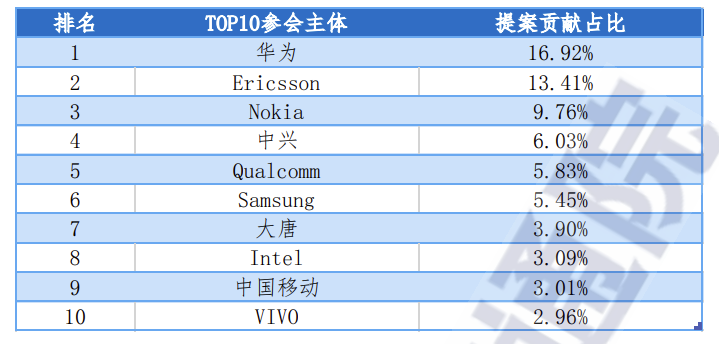 排名 TOP10参会主体 提案贡献占比
1 华为 16.92%
2 Ericsson 13.41%
3 Nokia 9.76%
4 中兴 6.03%
5 Qualcomm 5.83%
6 Samsung 5.45%
7 大唐 3.90%
8 Intel 3.09%
9 中国移动 3.01%
10 VIVO 2.96%
通院